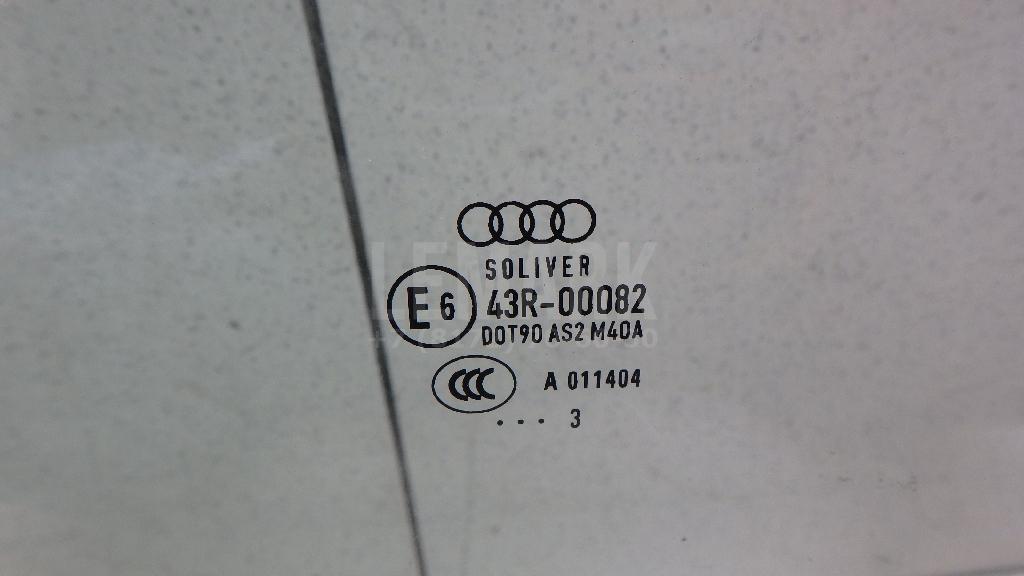 SOLIVER
E 6 43R-00082
DOT90 AS2 M40A
CCC A 011404
... 3